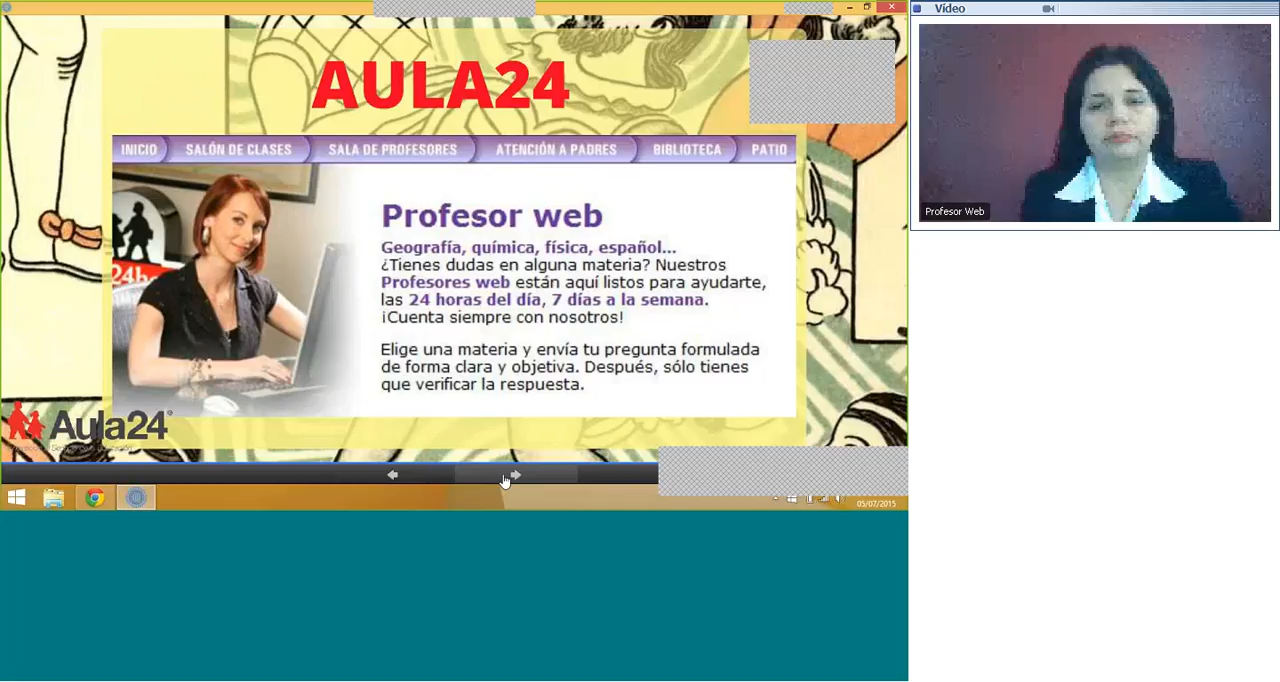 Vídeo
AULA24
INICIO
SALÓN DE CLASES
SALA DE PROFESORES
ATENCIÓN A PADRES
BIBLIOTECA
PATIO
Profesor web
Geografía, química, física, español...
¿Tienes dudas en alguna materia? Nuestros
Profesores web están aquí listos para ayudarte,
las 24 horas del día, 7 días a la semana.
¡Cuenta siempre con nosotros!
Elige una materia y envía tu pregunta formulada
de forma clara y objetiva. Después, sólo tienes
que verificar la respuesta.
24ho
Aula24®
05/07/2015
Profesor Web